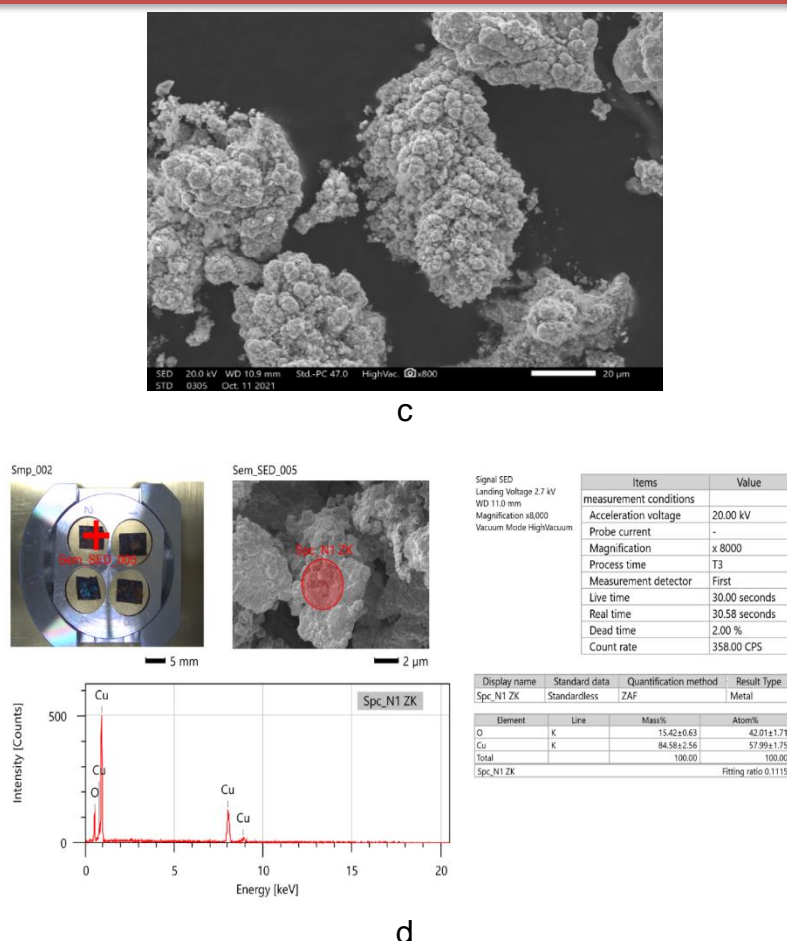 SED 20.0 kV WD 10.9 mm Std.-PC 47.0 HighVac. x800 20 µm
STD 0305 Oct. 11 2021
c
Smp_002
Sem_SED_005
Spc_N1 ZK
Sem_SED_005
5 mm
2 µm
Signal SED
Landing Voltage 2.7 kV
WD 11.0 mm
Magnification x8,000
Vacuum Mode HighVacuum
Items Value
measurement conditions
Acceleration voltage 20.00 kV
Probe current -
Magnification x 8000
Process time T3
Measurement detector First
Live time 30.00 seconds
Real time 30.58 seconds
Dead time 2.00 %
Count rate 358.00 CPS
Intensity [Counts]
500
0
Cu
Cu
O
Cu
Cu
Spc_N1 ZK
0 5 10 15 20
Energy [keV]
Display name Standard data Quantification method Result Type
Spc_N1 ZK Standardless ZAF Metal
Element Line Mass% Atom%
O K 15.42±0.63 42.01±1.71
Cu K 84.58±2.56 57.99±1.75
Total 100.00 100.00
Spc_N1 ZK Fitting ratio 0.1115
d